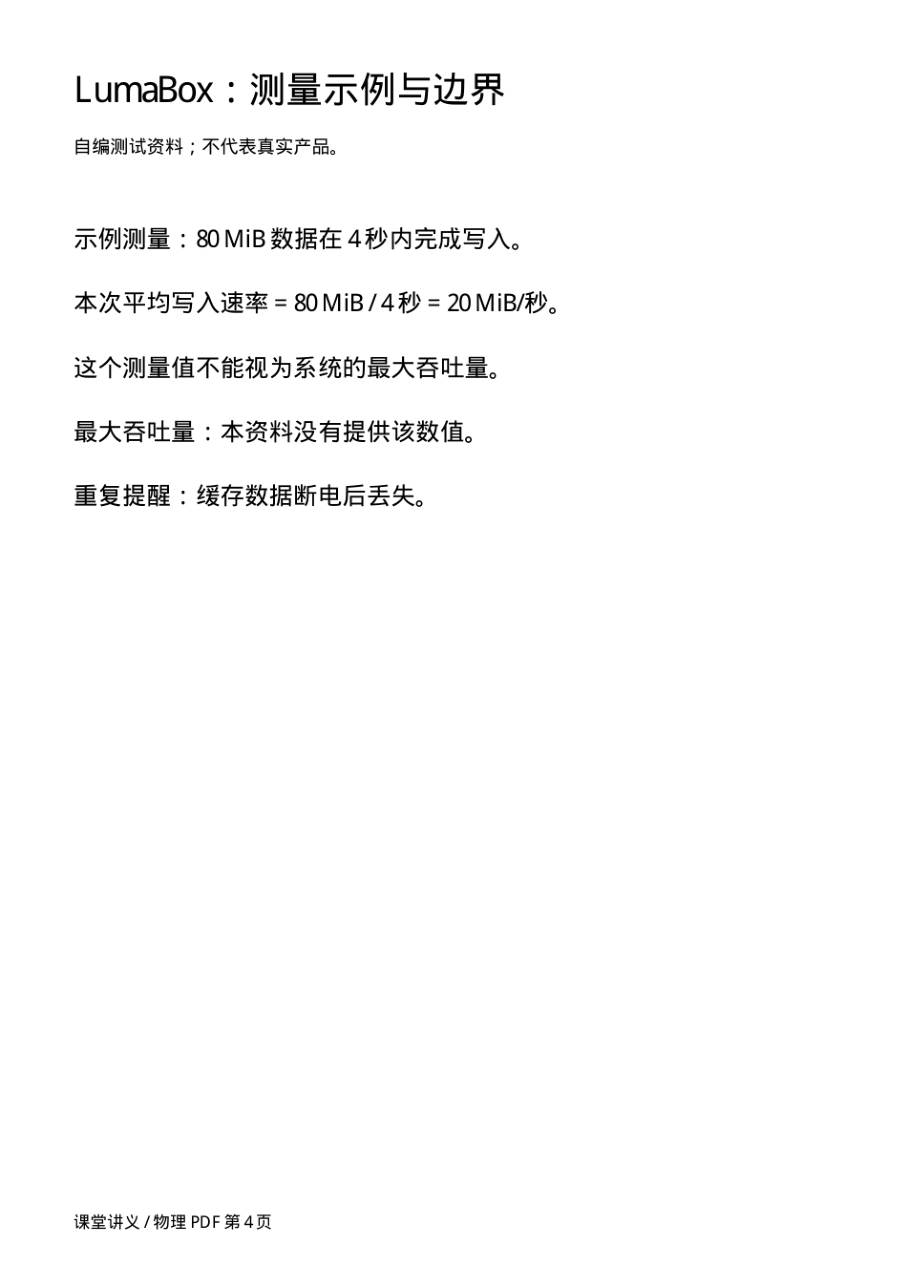 LumaBox：测量示例与边界
自编测试资料；不代表真实产品。
示例测量：80 MiB 数据在 4 秒内完成写入。
本次平均写入速率 = 80 MiB / 4 秒 = 20 MiB/秒。
这个测量值不能视为系统的最大吞吐量。
最大吞吐量：本资料没有提供该数值。
重复提醒：缓存数据断电后丢失。
课堂讲义 / 物理 PDF 第 4 页